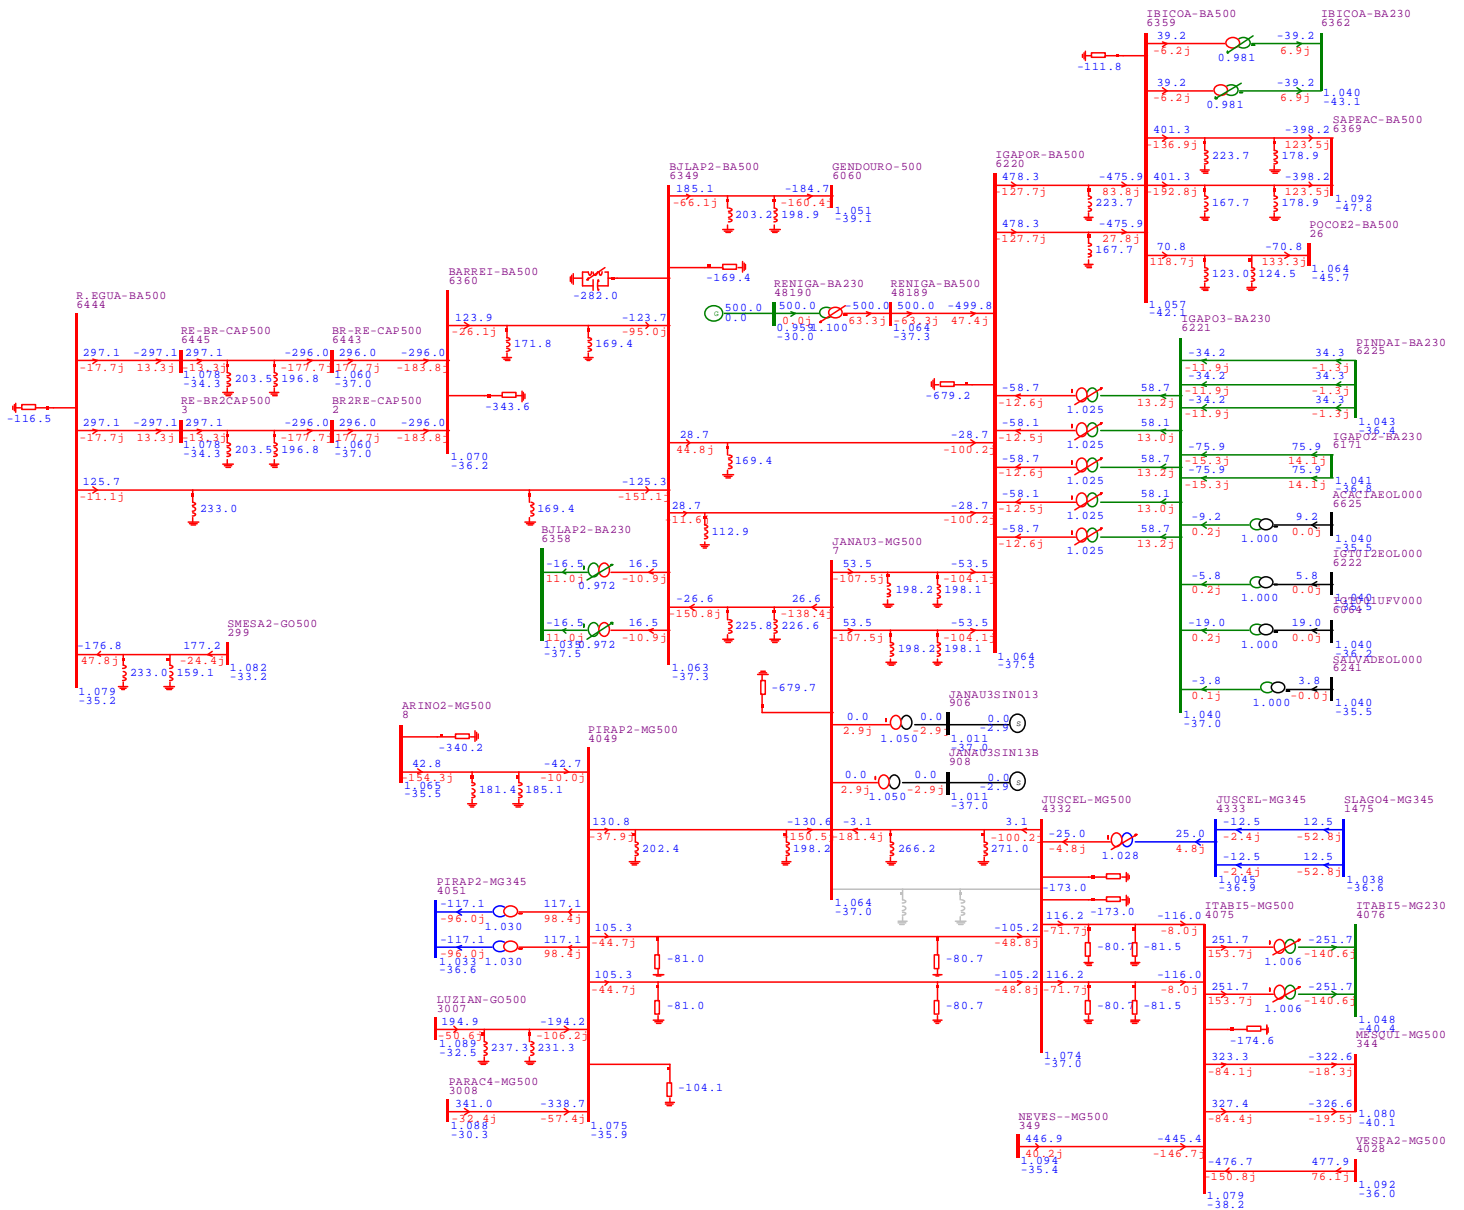 IBICOA-BA500
6359
IBICOA-BA230
6362
39.2
-39.2
-6.2j
6.9j
0.981
-111.8
39.2
-39.2
-6.2j
6.9j
0.981
1.040
-43.1
SAPEAC-BA500
6369
401.3
-398.2
-136.9j
123.5j
223.7
178.9
401.3
-398.2
-192.8j
123.5j
167.7
178.9
1.092
-47.8
POCOE2-BA500
26
70.8
-70.8
118.7j
133.3j
123.0
124.5
1.064
-45.7
1.057
-42.1
IGAPOR-BA500
6220
478.3
-475.9
-127.7j
83.8j
223.7
478.3
-475.9
-127.7j
27.8j
167.7
BJLAP2-BA500
6349
GENDOURO-500
6060
185.1
-184.7
-66.1j
-160.4j
203.2
198.9
1.051
-39.1
-169.4
-282.0
RENIGA-BA230
48190
RENIGA-BA500
48189
G
500.0
0.0
500.0
-500.0
500.0
-499.8
0.0j
63.3j
-63.3j
47.4j
0.959
1.100
-30.0
1.064
-37.3
BARREI-BA500
6360
123.9
-123.7
-26.1j
-95.0j
171.8
169.4
-343.6
1.070
-36.2
R.EGUA-BA500
6444
RE-BR-CAP500
6445
BR-RE-CAP500
6443
297.1
-297.1
297.1
-296.0
296.0
-296.0
-17.7j
13.3j
-13.3j
-177.7j
177.7j
-183.8j
1.078
-34.3
203.5
196.8
1.060
-37.0
-116.5
RE-BR2CAP500
3
BR2RE-CAP500
2
297.1
-297.1
297.1
-296.0
296.0
-296.0
-17.7j
13.3j
-13.3j
-177.7j
177.7j
-183.8j
1.078
-34.3
203.5
196.8
1.060
-37.0
125.7
-125.3
-11.1j
-151.1j
233.0
169.4
IGAPO3-BA230
6221
PINDAI-BA230
6225
-34.2
34.3
-11.9j
-1.3j
-34.2
34.3
-11.9j
-1.3j
-34.2
34.3
-11.9j
-1.3j
1.043
-36.4
-679.2
-58.7
58.7
-12.6j
13.2j
1.025
-58.1
58.1
-12.5j
13.0j
1.025
-58.7
58.7
-12.6j
13.2j
1.025
-58.1
58.1
-12.5j
13.0j
1.025
-58.7
58.7
-12.6j
13.2j
1.025
IGAPO2-BA230
6171
-75.9
75.9
-15.3j
14.1j
-75.9
75.9
-15.3j
14.1j
1.041
-36.8
ACACIAEOL000
6625
-9.2
9.2
0.2j
0.0j
1.000
1.040
-35.5
6222
-5.8
5.8
0.2j
0.0j
1.000
-19.0
19.0
0.2j
0.0j
1.000
1.040
-36.2
SALVADEOL000
6241
-3.8
3.8
0.1j
-0.0j
1.000
1.040
-35.5
1.040
-37.0
28.7
-28.7
44.8j
-100.2j
169.4
28.7
-28.7
-11.6j
-100.2j
112.9
BJLAP2-BA230
6358
-16.5
16.5
11.0j
-10.9j
0.972
-16.5
16.5
11.0j
-10.9j
1.035
0.972
-37.5
JANAU3-MG500
7
53.5
-53.5
-107.5j
-104.1j
198.2
198.1
53.5
-53.5
-107.5j
-104.1j
198.2
198.1
-26.6
26.6
-150.8j
-138.4j
225.8
226.6
1.063
-37.3
1.064
-37.5
SMESA2-GO500
299
-176.8
177.2
47.8j
-24.4j
233.0
159.1
1.082
-33.2
1.079
-35.2
-679.7
JANAU3SIN013
906
0.0
0.0
0.0
2.9j
-2.9j
-2.9
1.050
1.011
-37.0
S
JANAU3SIN13B
908
0.0
0.0
0.0
2.9j
-2.9j
-2.9
1.050
1.011
-37.0
S
ARINO2-MG500
8
-340.2
42.8
-42.7
-154.3j
-10.0j
1.065
-35.5
181.4
185.1
PIRAP2-MG500
4049
130.8
-130.6
-37.9j
-150.5j
202.4
198.2
-3.1
3.1
-181.4j
-100.2j
266.2
271.0
1.064
-37.0
JUSCEL-MG500
4332
JUSCEL-MG345
4333
SLAGO4-MG345
1475
-25.0
25.0
-4.8j
4.8j
1.028
-12.5
12.5
-2.4j
-52.8j
-12.5
12.5
-2.4j
-52.8j
1.045
-36.9
1.038
-36.6
-173.0
-173.0
PIRAP2-MG345
4051
-117.1
117.1
-96.0j
98.4j
1.030
-117.1
117.1
-96.0j
98.4j
1.033
1.030
-36.6
105.3
-105.2
-44.7j
-48.8j
-81.0
-80.7
105.3
-105.2
-44.7j
-48.8j
-81.0
-80.7
116.2
-116.0
-71.7j
-8.0j
-80.7
-81.5
116.2
-116.0
-71.7j
-8.0j
-80.7
-81.5
1.074
-37.0
ITABI5-MG500
4075
ITABI5-MG230
4076
251.7
-251.7
153.7j
-140.6j
1.006
251.7
-251.7
153.7j
-140.6j
1.006
1.048
-40.4
-174.6
LUZIAN-GO500
3007
194.9
-194.2
-50.6j
-106.2j
1.089
-32.5
237.3
231.3
-104.1
PARAC4-MG500
3008
341.0
-338.7
-32.4j
-57.4j
1.088
-30.3
1.075
-35.9
MESQUI-MG500
344
323.3
-322.6
-84.1j
-18.3j
327.4
-326.6
-84.4j
-19.5j
1.080
-40.1
NEVES--MG500
349
446.9
-445.4
40.2j
-146.7j
1.094
-35.4
VESPA2-MG500
4028
-476.7
477.9
-150.8j
76.1j
1.092
-36.0
1.079
-38.2